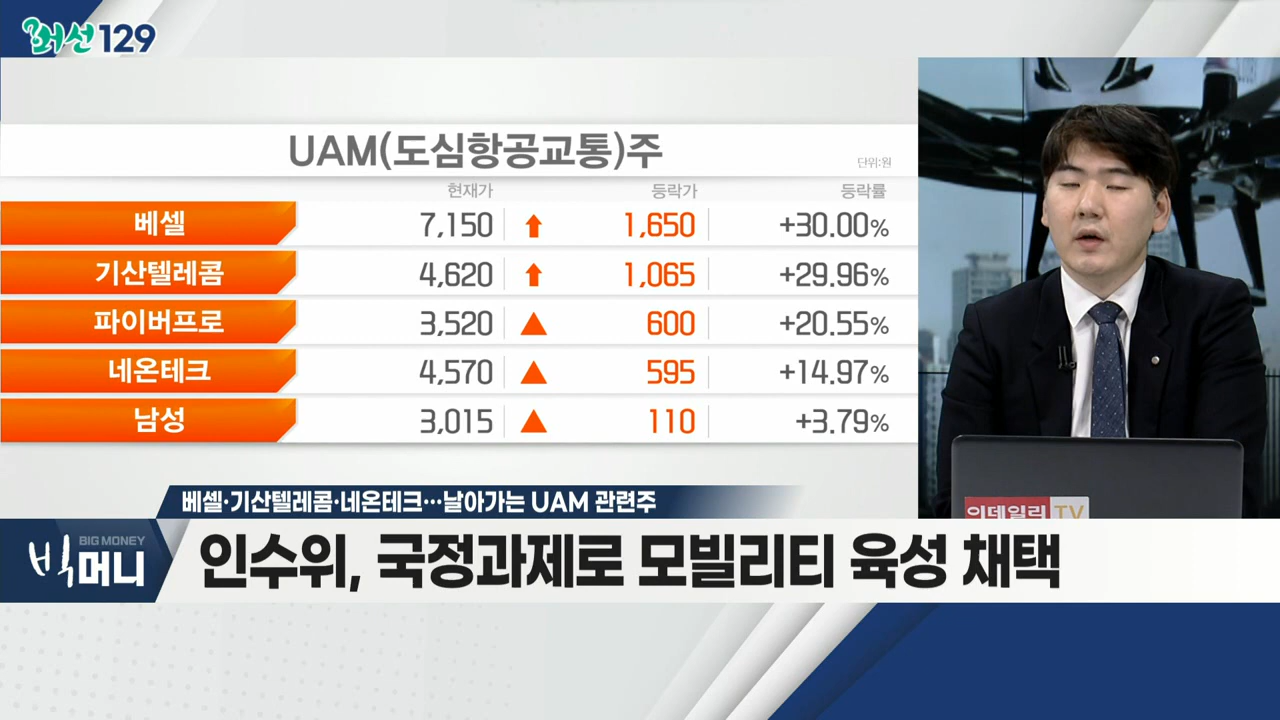 머선129
UAM(도심항공교통)주
단위:원
현재가 등락가 등락률
베셀 7,150 1,650 +30.00%
기산텔레콤 4,620 1,065 +29.96%
파이버프로 3,520 ▲ 600 +20.55%
네온테크 4,570 ▲ 595 +14.97%
남성 3,015 ▲ 110 +3.79%
이데일리TV
베셀·기산텔레콤·네온테크…날아가는 UAM 관련주
BIG MONEY
빅머니
인수위, 국정과제로 모빌리티 육성 채택